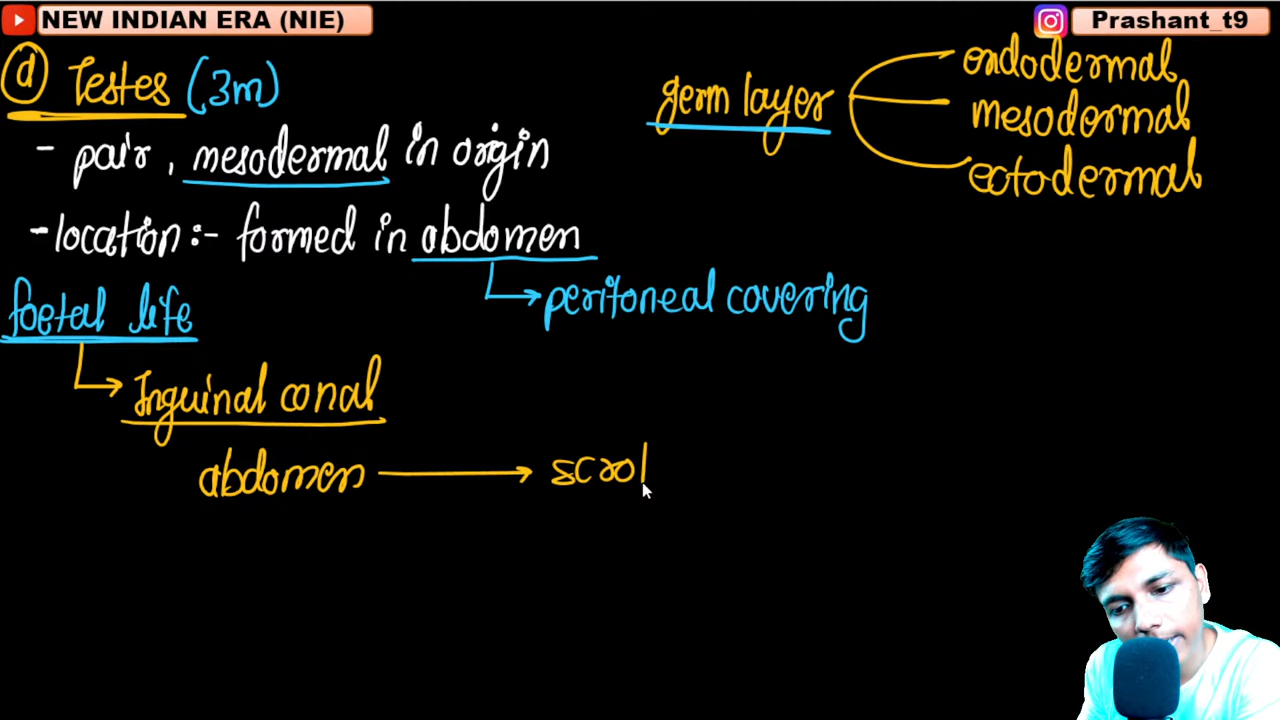 NEW INDIAN ERA (NIE)
Prashant_t9
d Testes (3m)
- pair, mesodermal in origin
- location :- formed in abdomen
peritoneal covering
foetal life
Inguinal canal
abdomen → scrot
germ layer
endodermal
mesodermal
ectodermal